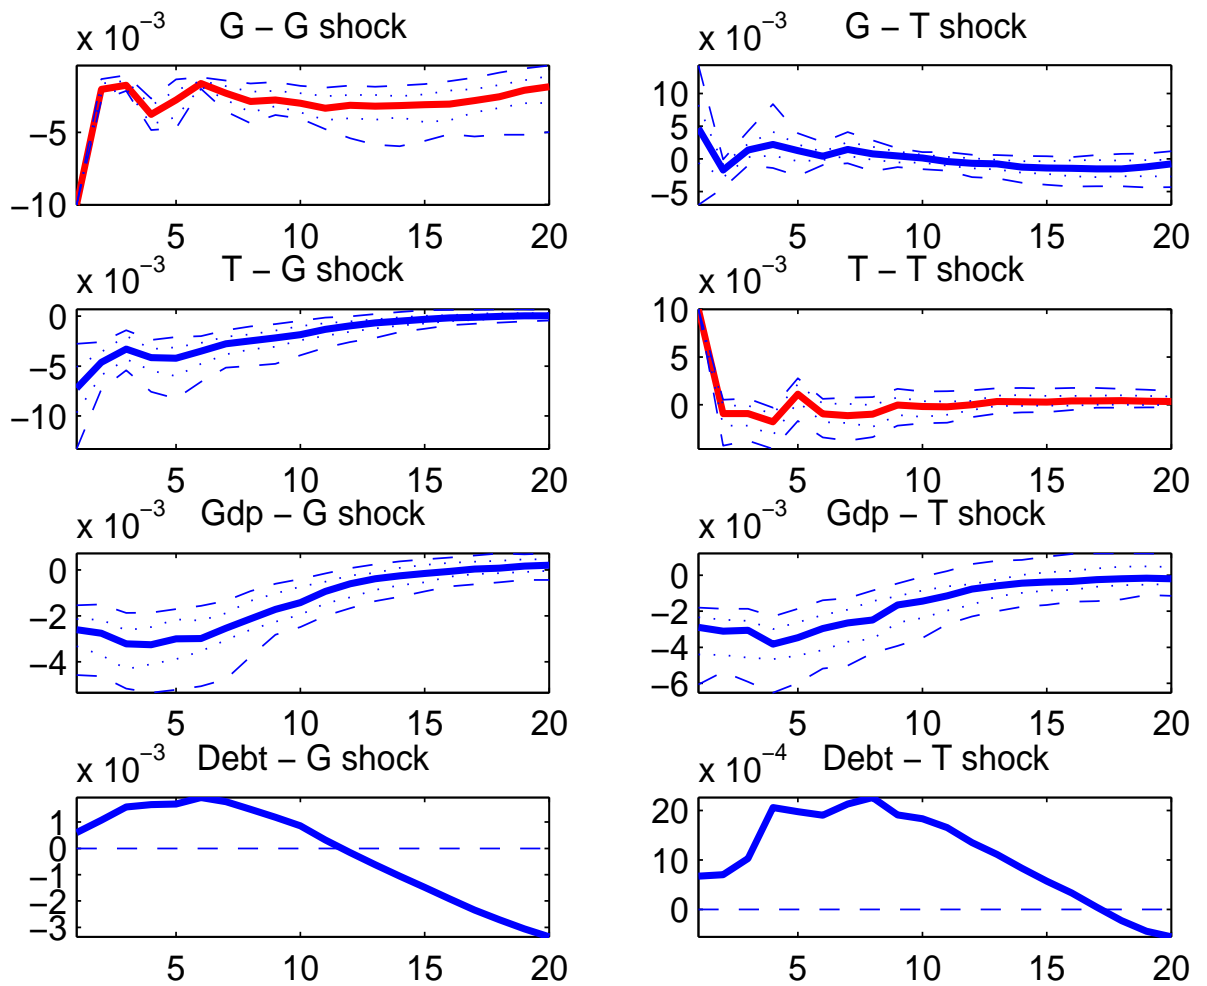 x 10−3
G − G shock
−5
−10
5 10 15 20
x 10−3
G − T shock
10
5
0
−5
5 10 15 20
x 10−3
T − G shock
0
−5
−10
5 10 15 20
x 10−3
T − T shock
10
5
0
5 10 15 20
x 10−3
Gdp − G shock
0
−2
−4
5 10 15 20
x 10−3
Gdp − T shock
0
−2
−4
−6
5 10 15 20
x 10−3
Debt − G shock
1
0
−1
−2
−3
5 10 15 20
x 10−4
Debt − T shock
20
10
0
5 10 15 20